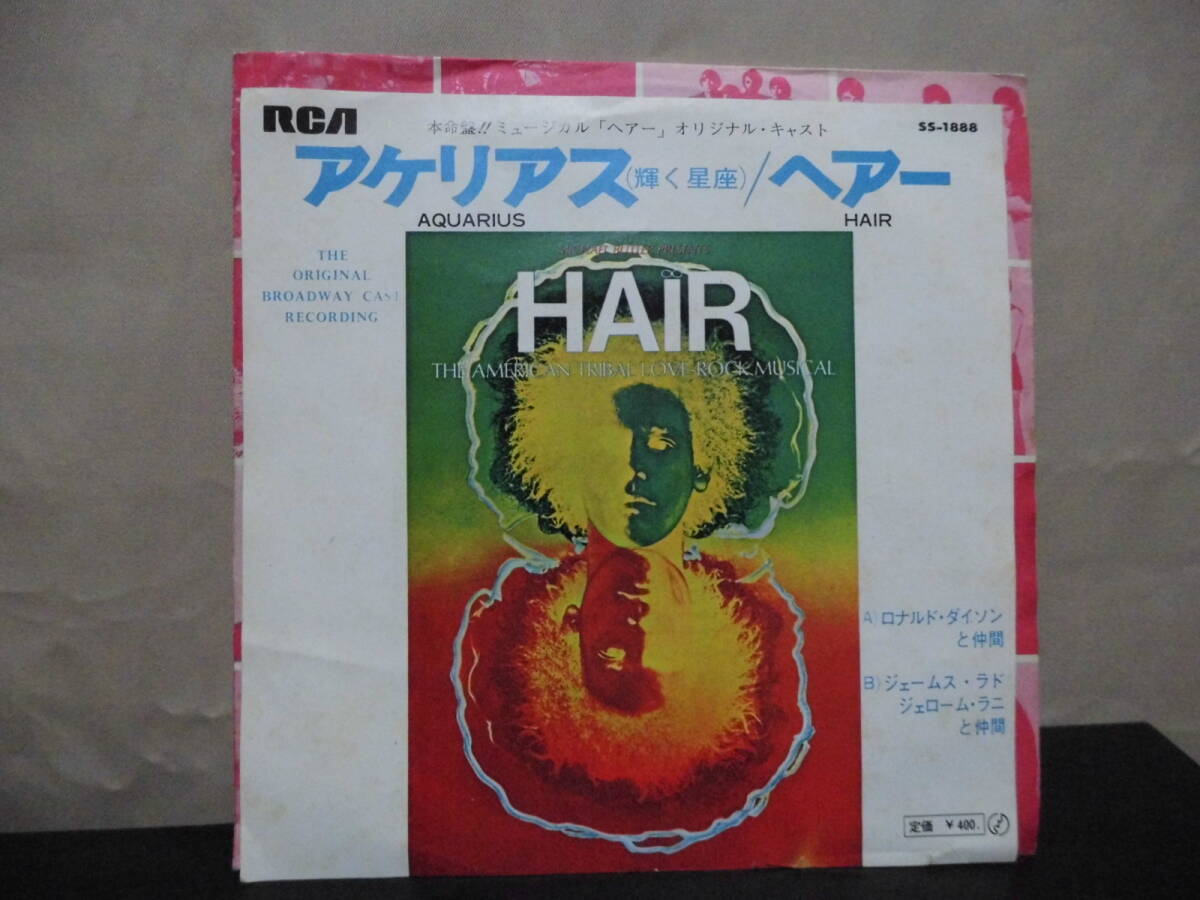 RCA
本命盤!!ミュージカル「ヘアー」オリジナル・キャスト
SS-1888
アケリアス(輝く星座)/ヘアー
AQUARIUS
HAIR
THE
ORIGINAL
BROADWAY CAST
RECORDING
MICHAEL BUTLER PRESENTS
HAIR
THE AMERICAN TRIBAL LOVE-ROCK MUSICAL
A)ロナルド・ダイソン
と仲間
B)ジェームス・ラド
ジェローム・ラニ
と仲間
定価 ¥400.